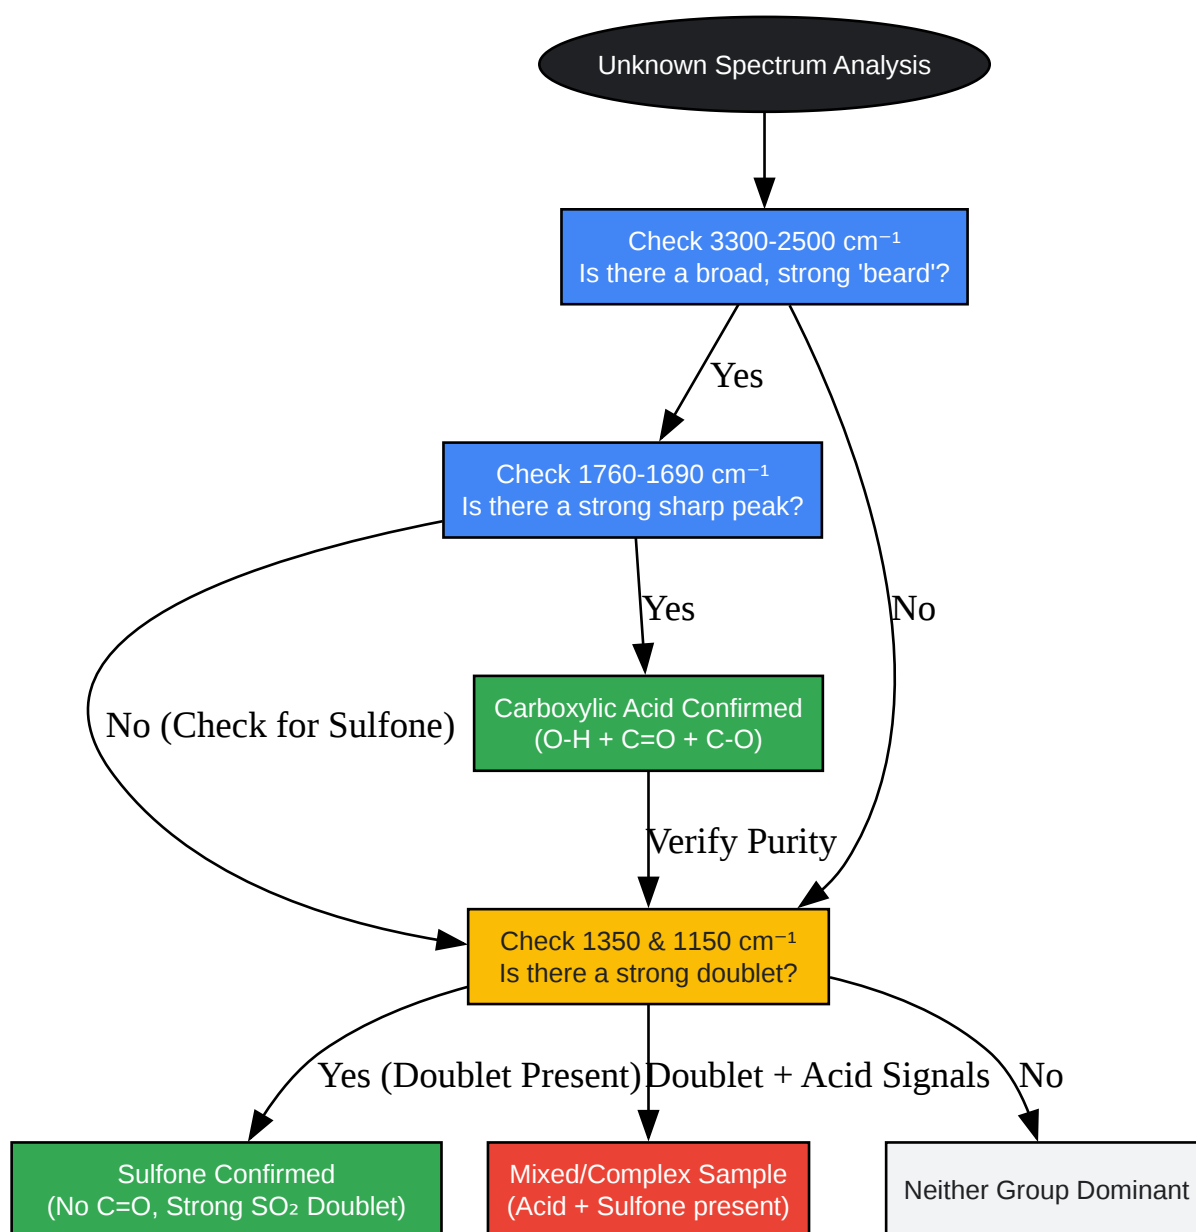 Unknown Spectrum Analysis
Check 3300-2500 cm⁻¹
Is there a broad, strong 'beard'?
Yes
Check 1760-1690 cm⁻¹
Is there a strong sharp peak?
Yes
No
Carboxylic Acid Confirmed
(O-H + C=O + C-O)
No (Check for Sulfone)
Verify Purity
Check 1350 & 1150 cm⁻¹
Is there a strong doublet?
Yes (Doublet Present)
Doublet + Acid Signals
No
Sulfone Confirmed
(No C=O, Strong SO₂ Doublet)
Mixed/Complex Sample
(Acid + Sulfone present)
Neither Group Dominant